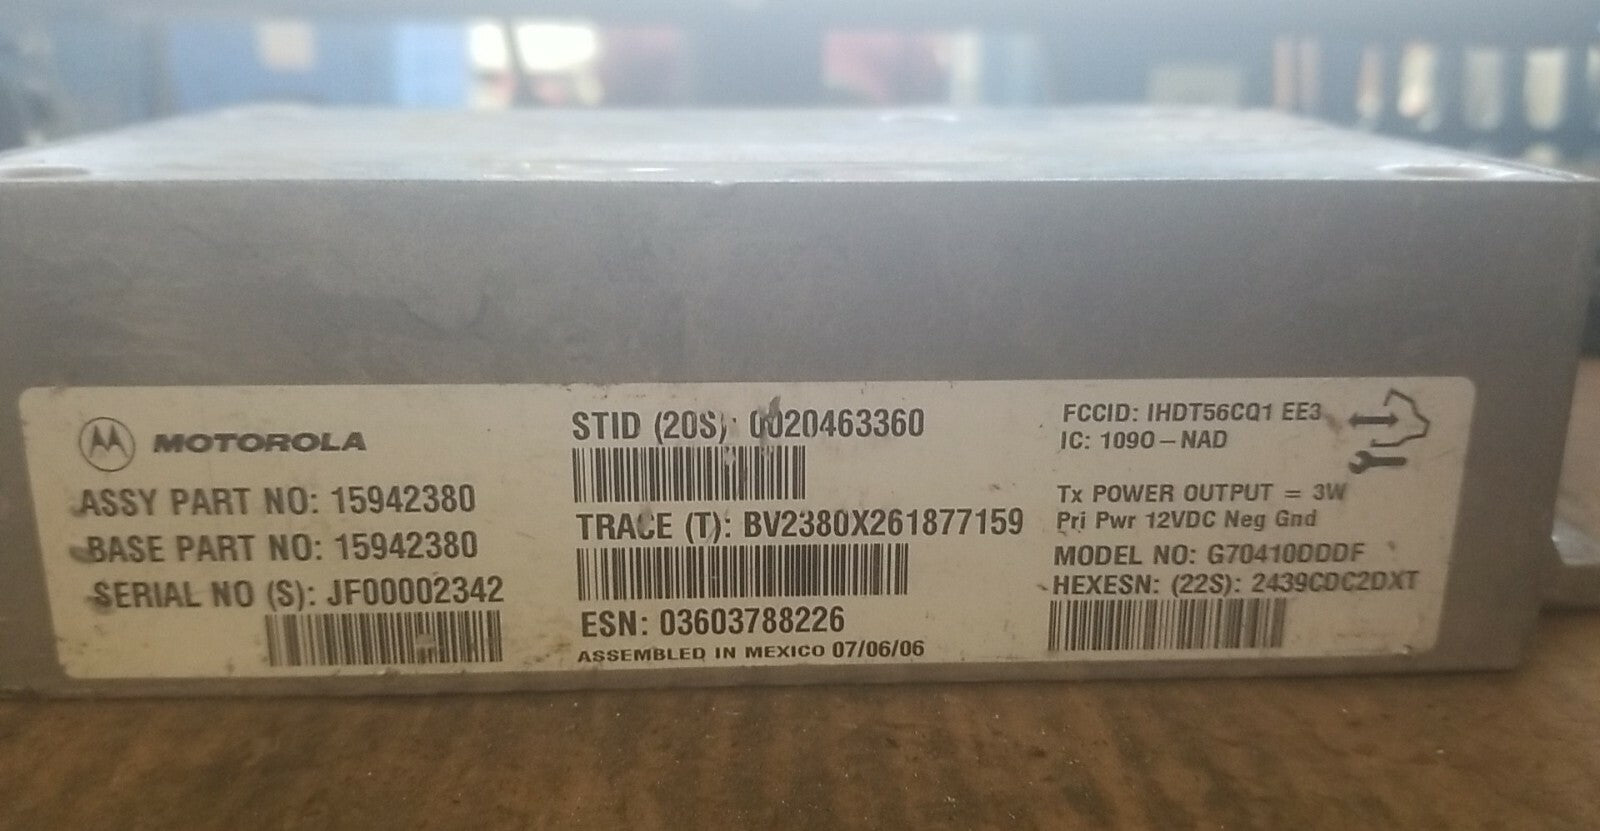 MOTOROLA
ASSY PART NO: 15942380
BASE PART NO: 15942380
SERIAL NO (S): JF00002342
STID (20S): 0020463360
TRACE (T): BV2380X261877159
ESN: 03603788226
ASSEMBLED IN MEXICO 07/06/06
FCCID: IHDT56CQ1 EE3
IC: 109O – NAD
Tx POWER OUTPUT = 3W
Pri Pwr 12VDC Neg Gnd
MODEL NO: G70410DDDF
HEXESN: (22S): 2439CDC2DXT